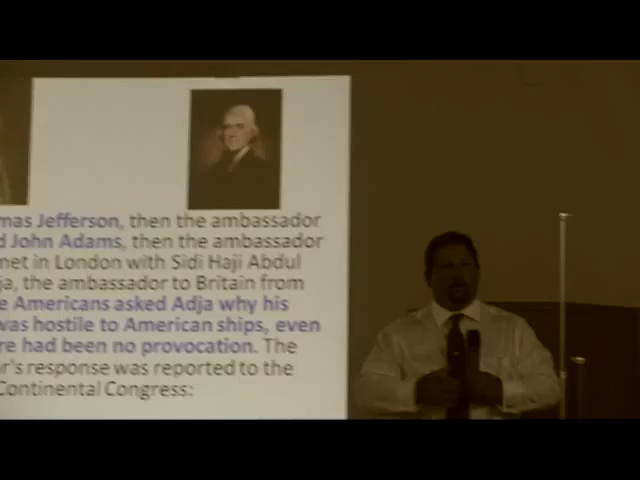 mas Jefferson, then the ambassador
d John Adams, then the ambassador
met in London with Sidi Haji Abdul
ja, the ambassador to Britain from
e Americans asked Adja why his
was hostile to American ships, even
re had been no provocation. The
or's response was reported to the
Continental Congress: